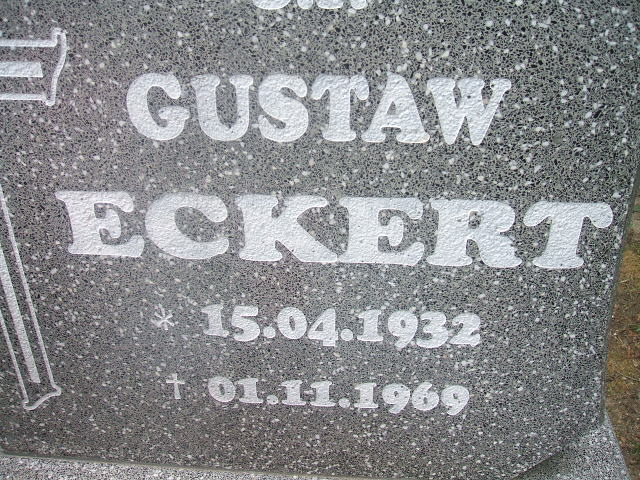 GUSTAW
ECKERT
* 15.04.1932
† 01.11.1969